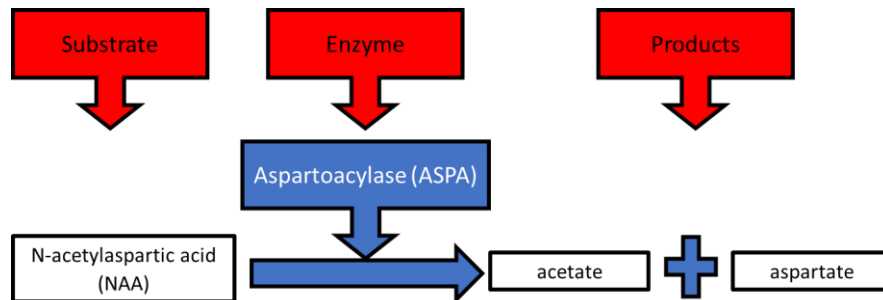 Substrate
Enzyme
Products
Aspartoacylase (ASPA)
N-acetylaspartic acid
(NAA)
acetate
aspartate